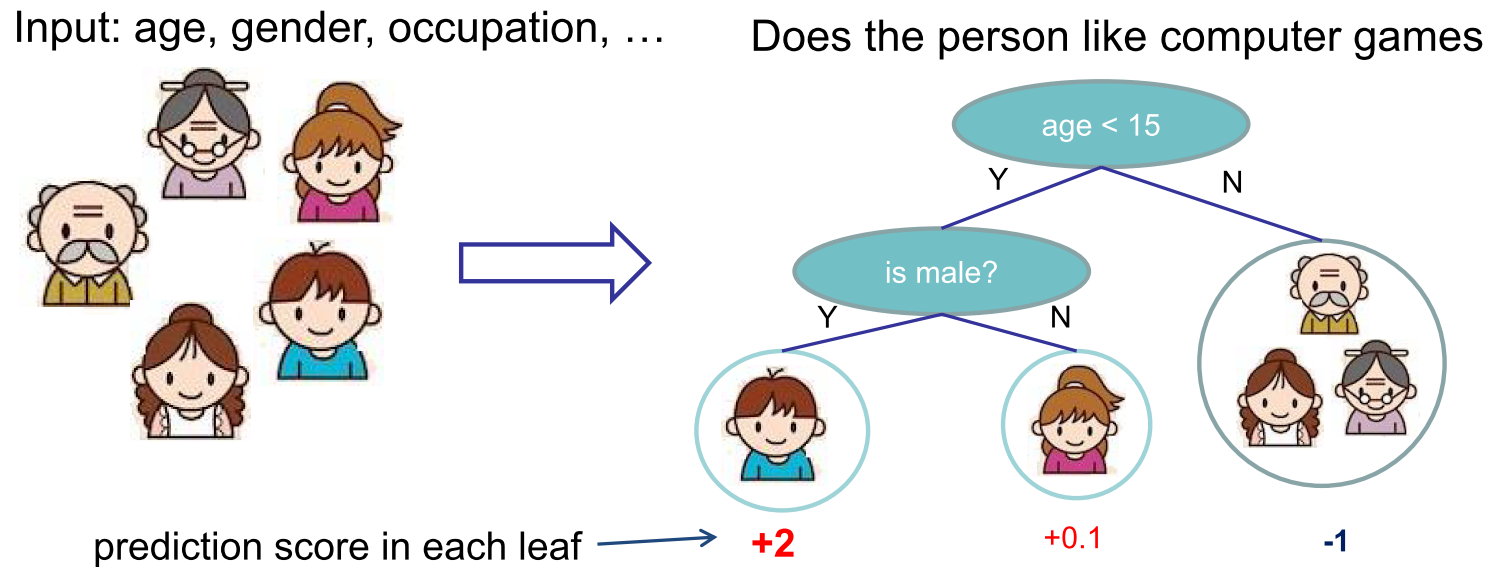 Input: age, gender, occupation, …
Does the person like computer games
age < 15
Y
N
is male?
Y
N
prediction score in each leaf
+2
+0.1
-1